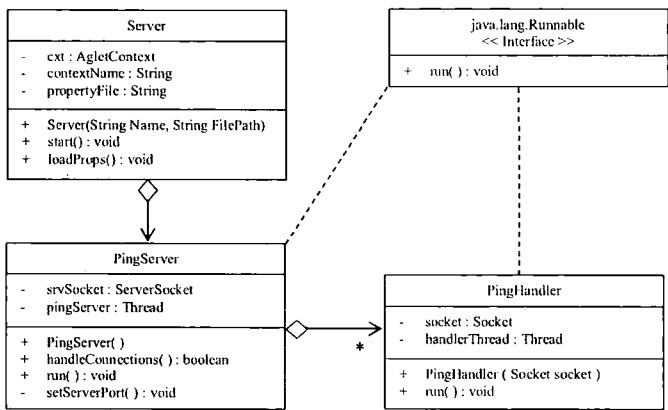 Server
- cxt : AgletContext
- contextName : String
- propertyFile : String
+ Server(String Name, String FilePath)
+ start() : void
+ loadProps() : void
java.lang.Runnable
<< Interface >>
+ run( ) : void
PingServer
- srvSocket : ServerSocket
- pingServer : Thread
+ PingServer( )
+ handleConnections() : boolean
+ run() : void
- setServerPort( ) : void
*
PingHandler
- socket : Socket
- handlerThread : Thread
+ PingHandler ( Socket socket )
+ run() : void